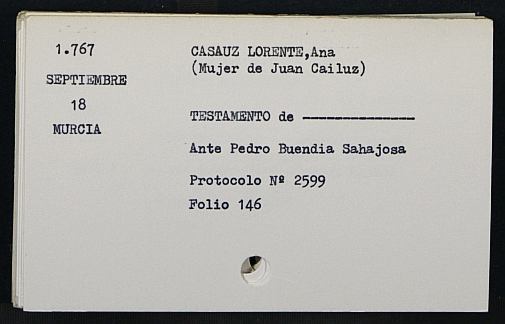 1.767
SEPTIEMBRE
18
MURCIA
CASAUZ LORENTE,Ana
(Mujer de Juan Cailuz)
TESTAMENTO de --------------
Ante Pedro Buendia Sahajosa
Protocolo Nº 2599
Folio 146